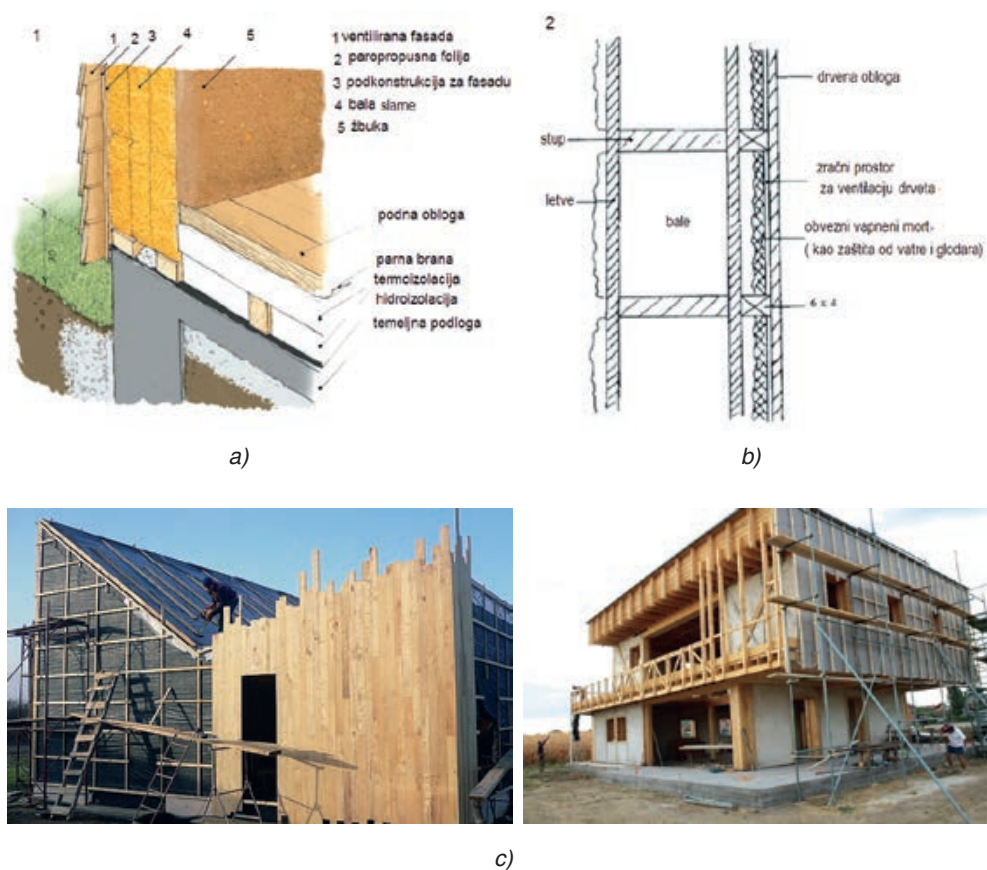 1
1 2 3 4 5
1 ventilirana fasada
2 paropropusna folija
3 podkonstrukcija za fasadu
4 bala slame
5 žbuka
podna obloga
parna brana
termoizolacija
hidroizolacija
temeljna podloga
a)
2
drvena obloga
stup
zračni prostor
za ventilaciju drveta
letve
bale
obvezni vapneni mort-
( kao zaštita od vatre i glodara)
6 x 4
b)
c)